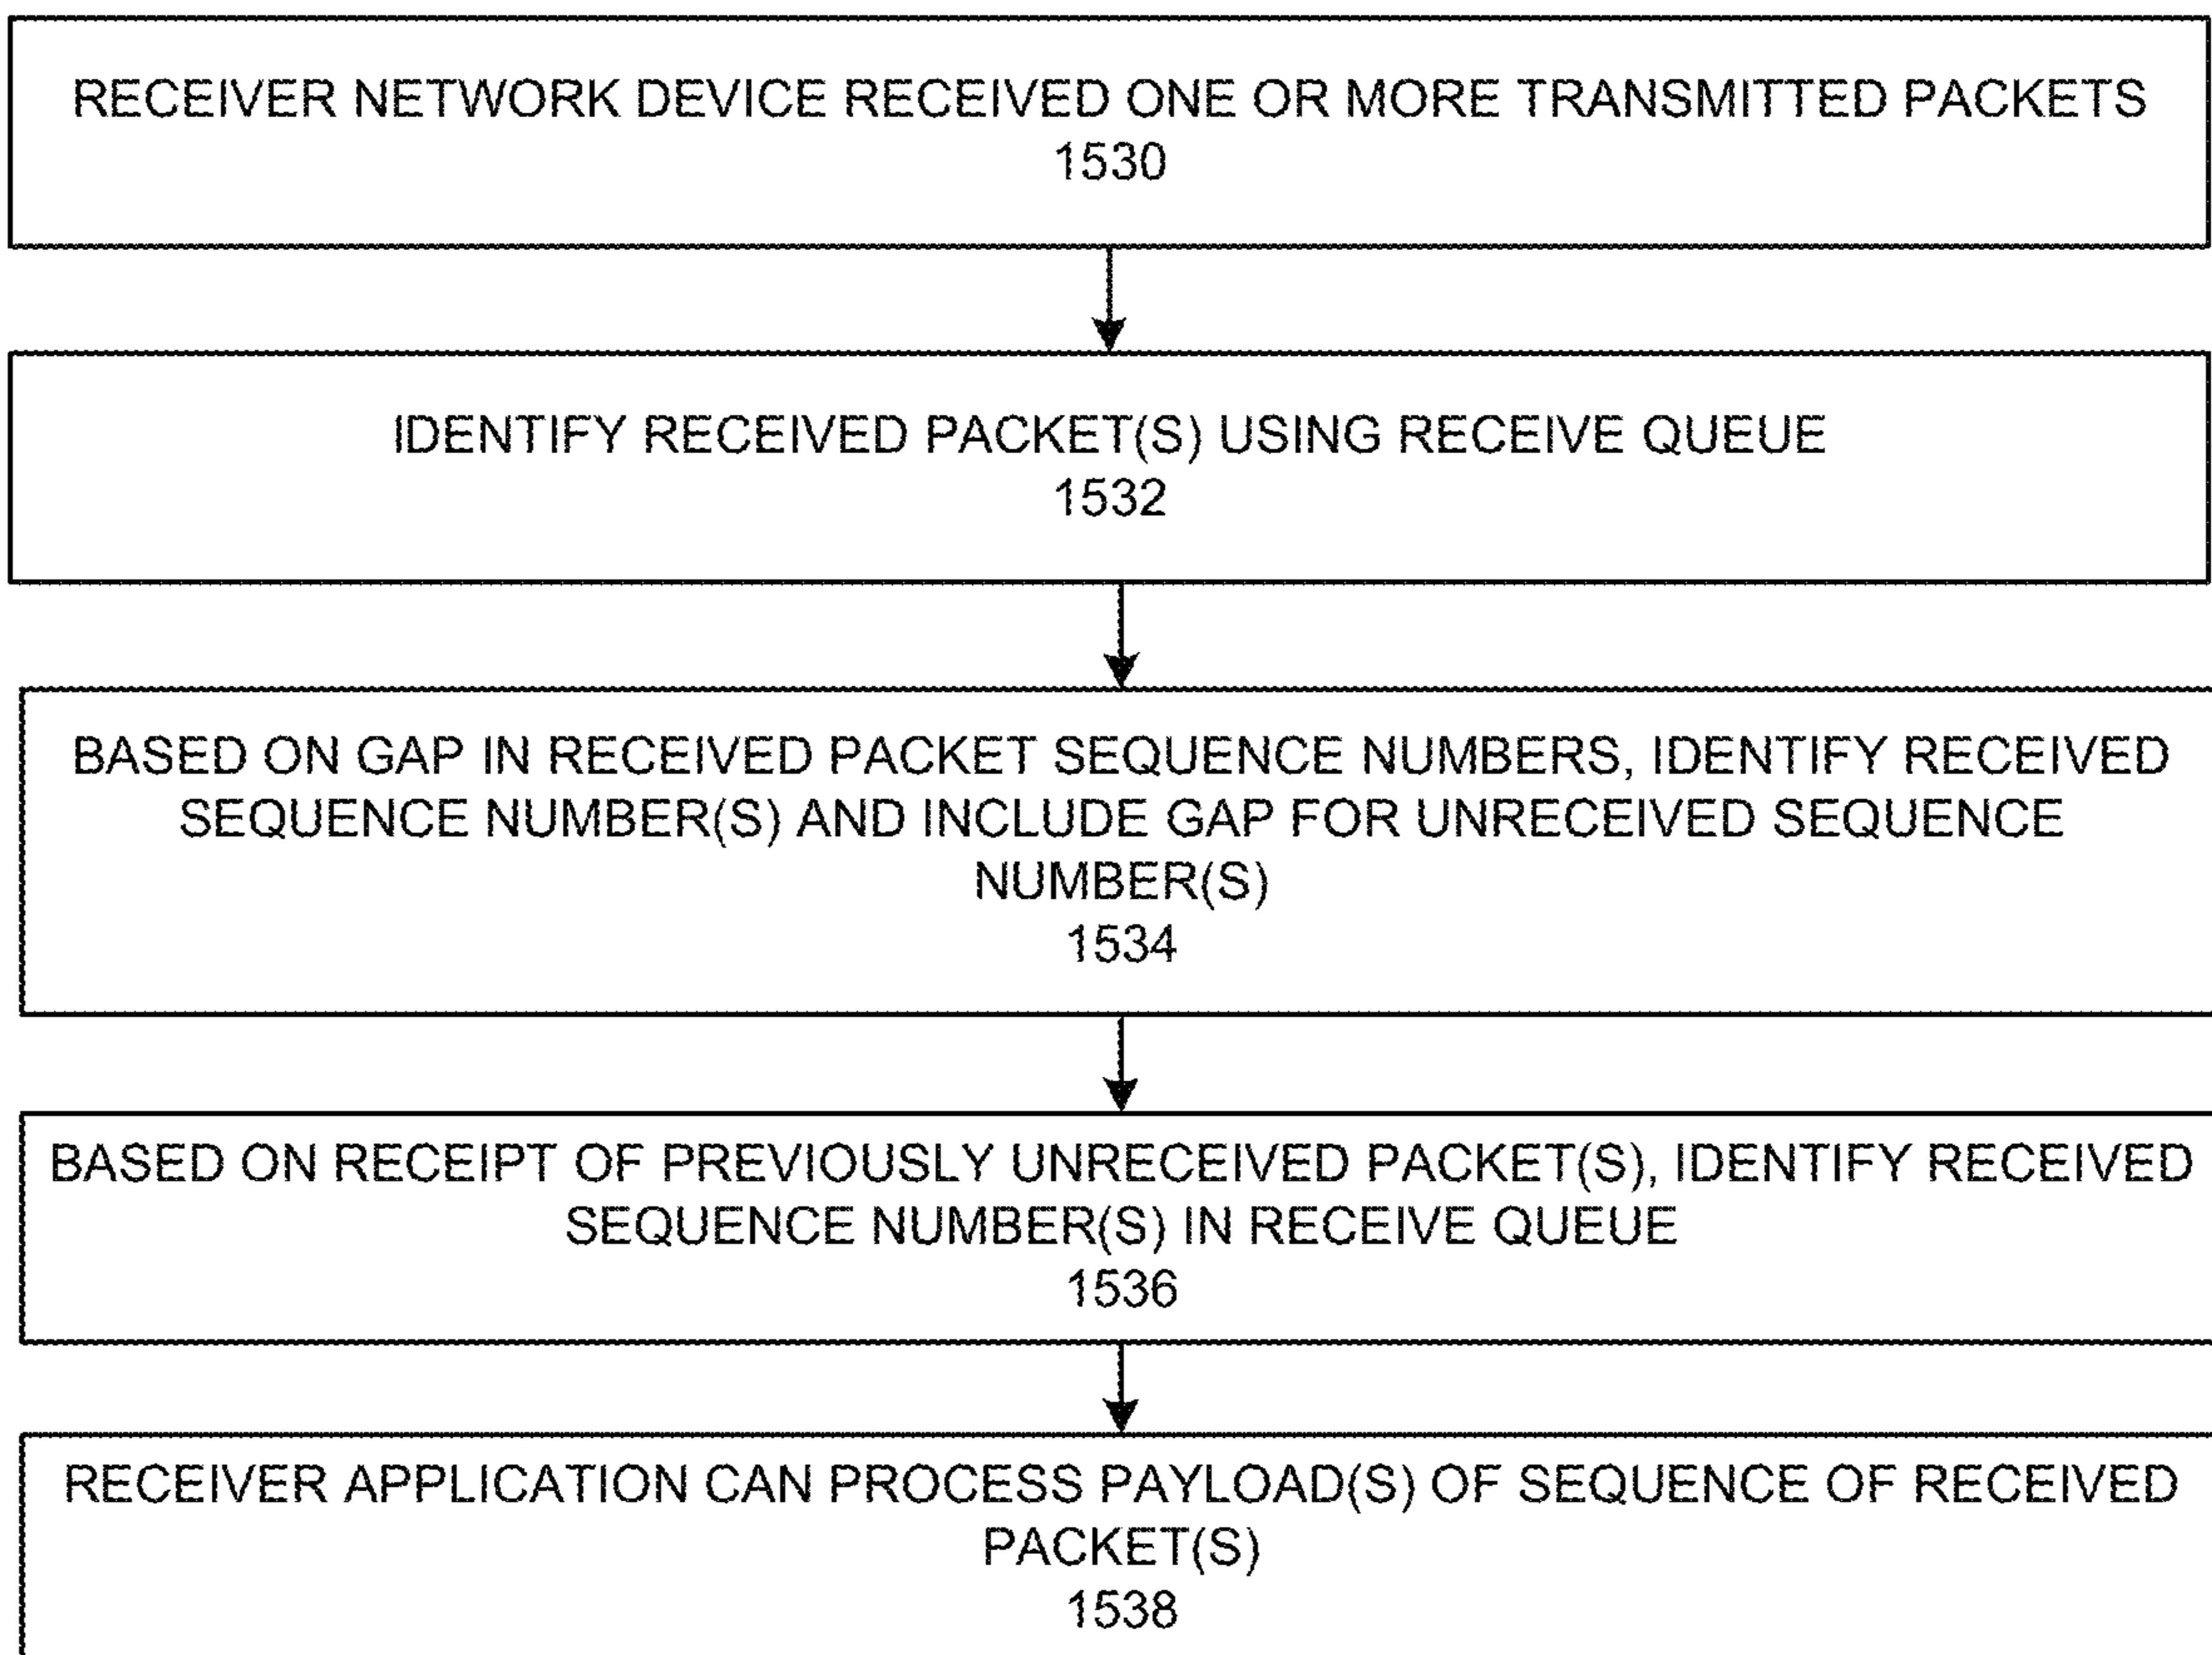 RECEIVER NETWORK DEVICE RECEIVED ONE OR MORE TRANSMITTED PACKETS
1530
IDENTIFY RECEIVED PACKET(S) USING RECEIVE QUEUE
1532
BASED ON GAP IN RECEIVED PACKET SEQUENCE NUMBERS, IDENTIFY RECEIVED
SEQUENCE NUMBER(S) AND INCLUDE GAP FOR UNRECEIVED SEQUENCE
NUMBER(S)
1534
BASED ON RECEIPT OF PREVIOUSLY UNRECEIVED PACKET(S), IDENTIFY RECEIVED
SEQUENCE NUMBER(S) IN RECEIVE QUEUE
1536
RECEIVER APPLICATION CAN PROCESS PAYLOAD(S) OF SEQUENCE OF RECEIVED
PACKET(S)
1538